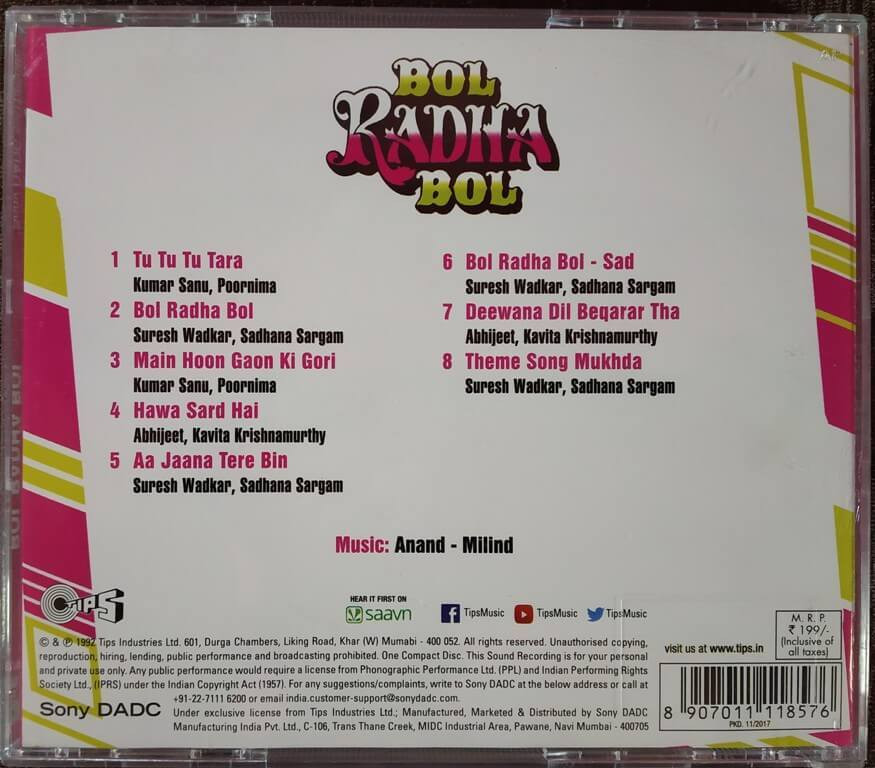 BOL
RADHA
BOL
1 Tu Tu Tu Tara
Kumar Sanu, Poornima
2 Bol Radha Bol
Suresh Wadkar, Sadhana Sargam
3 Main Hoon Gaon Ki Gori
Kumar Sanu, Poornima
4 Hawa Sard Hai
Abhijeet, Kavita Krishnamurthy
5 Aa Jaana Tere Bin
Suresh Wadkar, Sadhana Sargam
6 Bol Radha Bol - Sad
Suresh Wadkar, Sadhana Sargam
7 Deewana Dil Beqarar Tha
Abhijeet, Kavita Krishnamurthy
8 Theme Song Mukhda
Suresh Wadkar, Sadhana Sargam
Music: Anand - Milind
TIPS
HEAR IT FIRST ON
saavn
TipsMusic
TipsMusic
TipsMusic
© & ℗ 1992 Tips Industries Ltd. 601, Durga Chambers, Liking Road, Khar (W) Mumabi - 400 052. All rights reserved. Unauthorised copying,
reproduction, hiring, lending, public performance and broadcasting prohibited. One Compact Disc. This Sound Recording is for your personal
and private use only. Any public performance would require a license from Phonographic Performance Ltd. (PPL) and Indian Performing Rights
Society Ltd., (IPRS) under the Indian Copyright Act (1957). For any suggestions/complaints, write to Sony DADC at the below address or call at
+91-22-7111 6200 or email india.customer-support@sonydadc.com.
Sony DADC
Under exclusive license from Tips Industries Ltd.; Manufactured, Marketed & Distributed by Sony DADC
Manufacturing India Pvt. Ltd., C-106, Trans Thane Creek, MIDC Industrial Area, Pawane, Navi Mumbai - 400705
visit us at www.tips.in
M. R. P.
₹ 199/-
(Inclusive of
all taxes)
8 907011 118576
PKD. 11/2017
BOL RADHA BOL